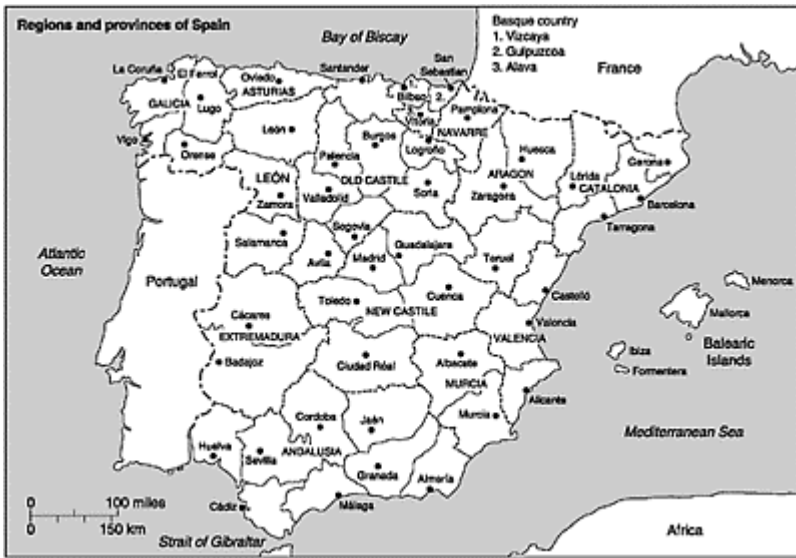 Regions and provinces of Spain
Bay of Biscay
Basque country
1. Vizcaya
2. Guipuzcoa
3. Alava
San
Sebastian
France
La Coruña
El Ferrol
Oviedo
ASTURIAS
Santander
1.
Bilbao
2.
GALICIA
Lugo
Vitoria
Pamplona
NAVARRE
León
Burgos
Logroño
Huesca
Vigo
Orense
Palencia
ARAGON
Lérida
Gerona
LEÓN
OLD CASTILE
CATALONIA
Zamora
Valladolid
Soria
Zaragoza
Barcelona
Tarragona
Segovia
Salamanca
Guadalajara
Atlantic
Ocean
Avila
Madrid
Teruel
Portugal
Menorca
Toledo
Cuenca
Castelló
Mallorca
Cáceres
NEW CASTILE
EXTREMADURA
Valencia
VALENCIA
Balearic
Islands
Ibiza
Formentera
Badajoz
Ciudad Réal
Albacete
MURCIA
Alicante
Cordoba
Jaén
Murcia
Mediterranean Sea
Huelva
Sevilla
ANDALUSIA
Granada
Almería
0 100 miles
0 150 km
Cádiz
Málaga
Strait of Gibraltar
Africa